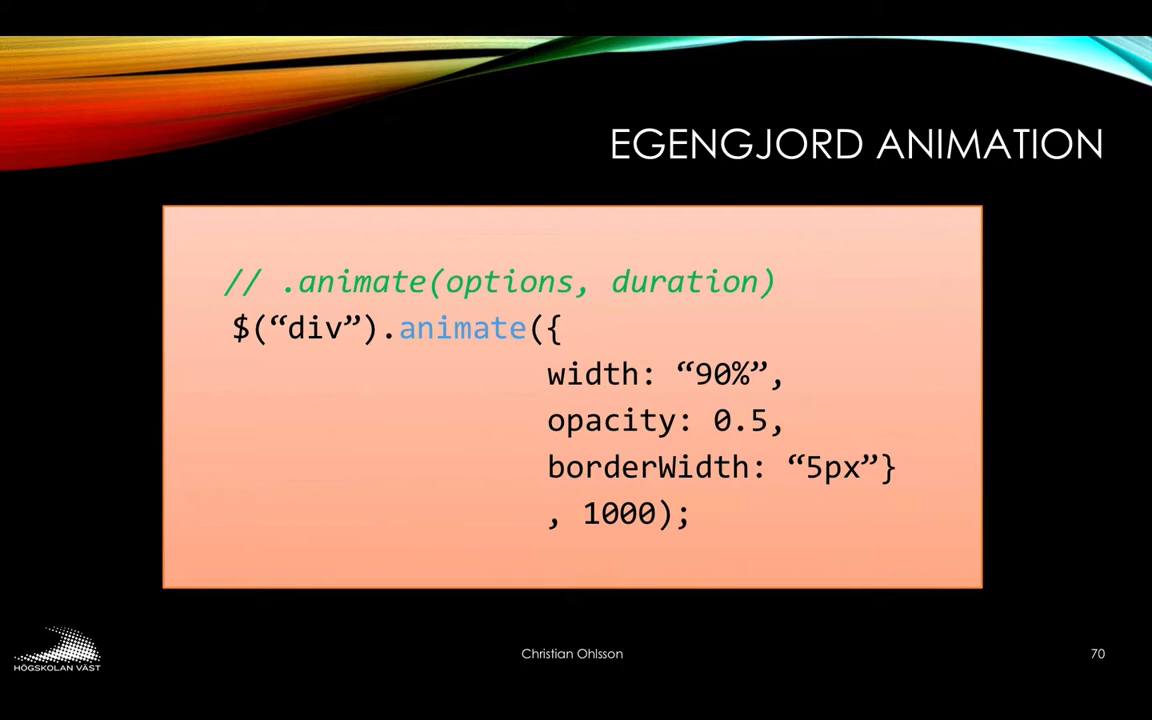 EGENGJORD ANIMATION
// .animate(options, duration)
$(“div”).animate({
width: “90%”,
opacity: 0.5,
borderWidth: “5px”}
, 1000);
HÖGSKOLAN VÄST
Christian Ohlsson
70